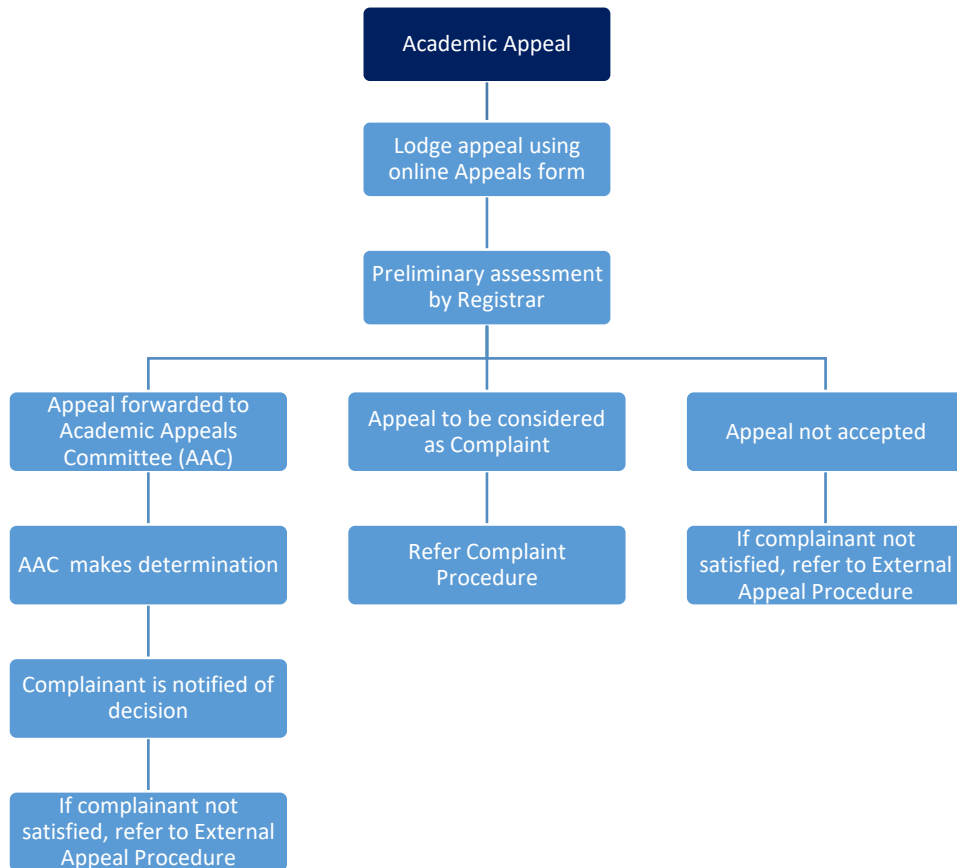 Academic Appeal
Lodge appeal using
online Appeals form
Preliminary assessment
by Registrar
Appeal forwarded to
Academic Appeals
Committee (AAC)
Appeal to be considered
as Complaint
Appeal not accepted
AAC makes determination
Refer Complaint
Procedure
If complainant not
satisfied, refer to External
Appeal Procedure
Complainant is notified of
decision
If complainant not
satisfied, refer to External
Appeal Procedure